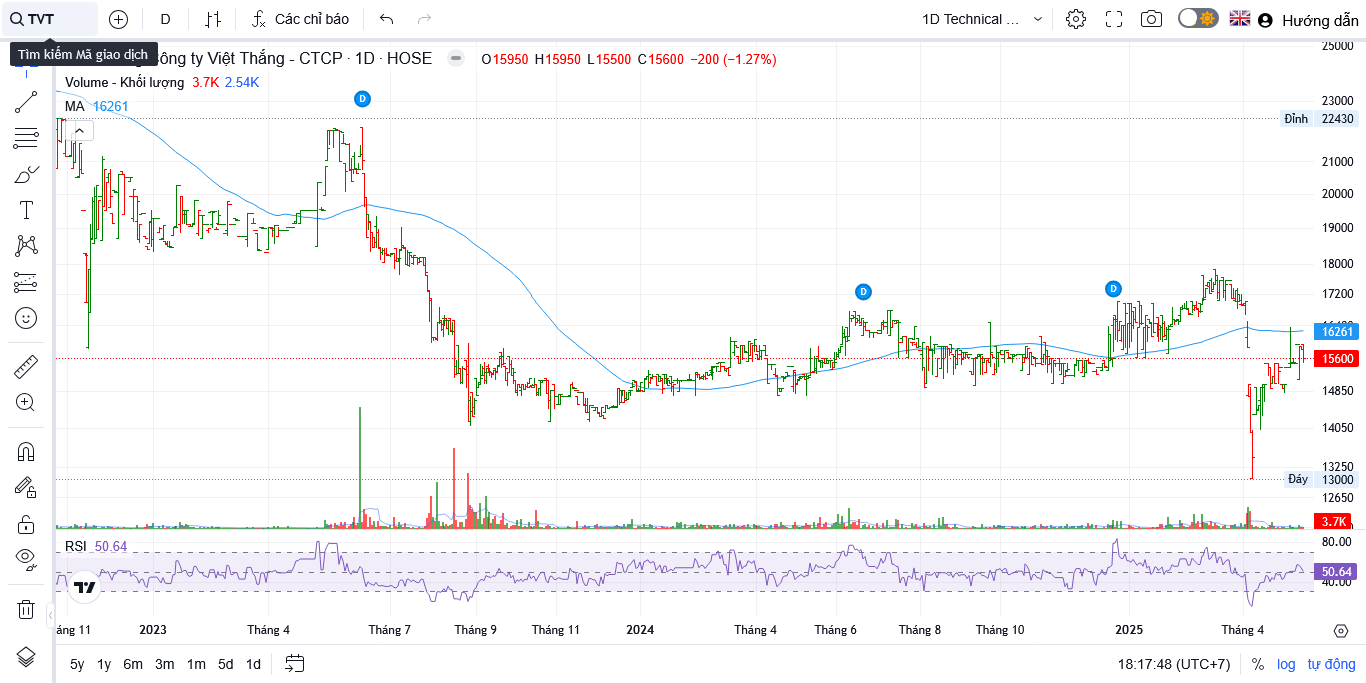 TVT D Các chỉ báo 1D Technical ... Hướng dẫn
Tìm kiếm Mã giao dịch
ông ty Việt Thắng - CTCP · 1D · HOSE O15950 H15950 L15500 C15600 −200 (−1.27%)
Volume - Khối lượng 3.7K 2.54K
MA 16261
D
D
D
25000
23000
Đỉnh 22430
21000
20000
19000
18000
17200
16261
15600
14850
14050
13250
Đáy 13000
12650
3.7K
RSI 50.64
80.00
50.64
40.00
áng 11 2023 Tháng 4 Tháng 7 Tháng 9 Tháng 11 2024 Tháng 4 Tháng 6 Tháng 8 Tháng 10 2025 Tháng 4
5y 1y 6m 3m 1m 5d 1d 18:17:48 (UTC+7) % log tự động